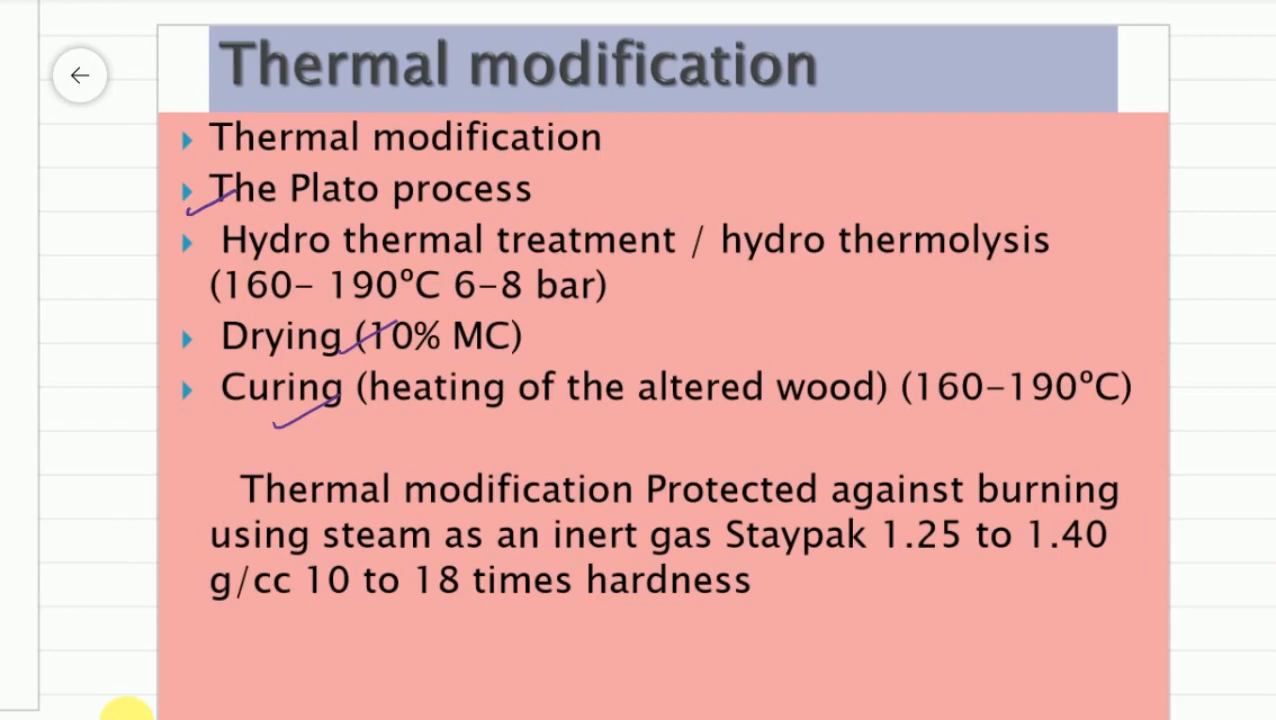 Thermal modification
Thermal modification
The Plato process
Hydro thermal treatment / hydro thermolysis
(160– 190°C 6–8 bar)
Drying (10% MC)
Curing (heating of the altered wood) (160–190°C)
Thermal modification Protected against burning
using steam as an inert gas Staypak 1.25 to 1.40
g/cc 10 to 18 times hardness